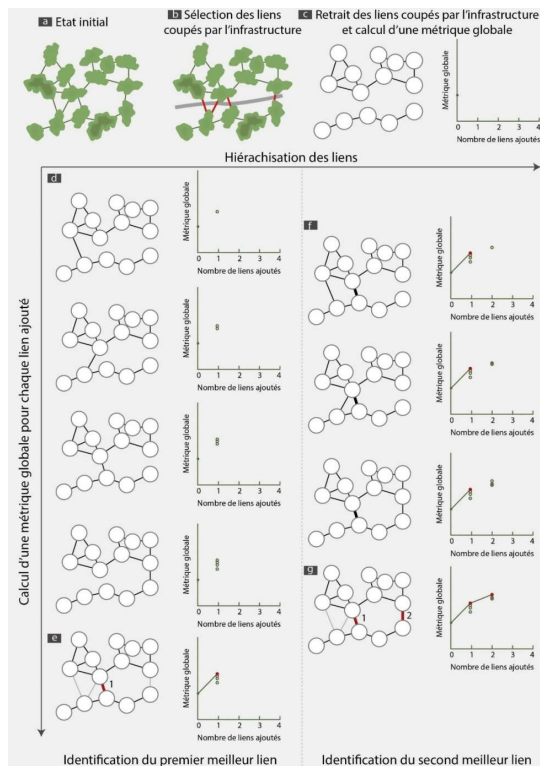 a Etat initial
b Sélection des liens
coupés par l'infrastructure
c Retrait des liens coupés par l'infrastructure
et calcul d'une métrique globale
Métrique globale
0 1 2 3 4
Nombre de liens ajoutés
Hiérachisation des liens
Calcul d'une métrique globale pour chaque lien ajouté
d
Métrique globale
0 1 2 3 4
Nombre de liens ajoutés
Métrique globale
0 1 2 3 4
Nombre de liens ajoutés
Métrique globale
0 1 2 3 4
Nombre de liens ajoutés
Métrique globale
0 1 2 3 4
Nombre de liens ajoutés
e
1
Métrique globale
0 1 2 3 4
Nombre de liens ajoutés
Identification du premier meilleur lien
f
Métrique globale
0 1 2 3 4
Nombre de liens ajoutés
Métrique globale
0 1 2 3 4
Nombre de liens ajoutés
Métrique globale
0 1 2 3 4
Nombre de liens ajoutés
g
1
2
Métrique globale
0 1 2 3 4
Nombre de liens ajoutés
Identification du second meilleur lien